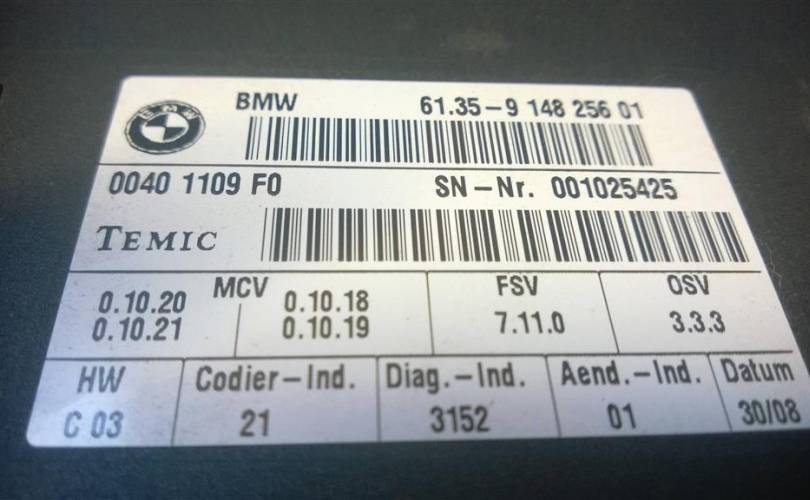 BMW
BMW 61.35-9 148 256 01
0040 1109 F0 SN-Nr. 001025425
TEMIC
MCV FSV OSV
0.10.20 0.10.18
0.10.21 0.10.19 7.11.0 3.3.3
HW Codier-Ind. Diag.-Ind. Aend.-Ind. Datum
C 03 21 3152 01 30/08